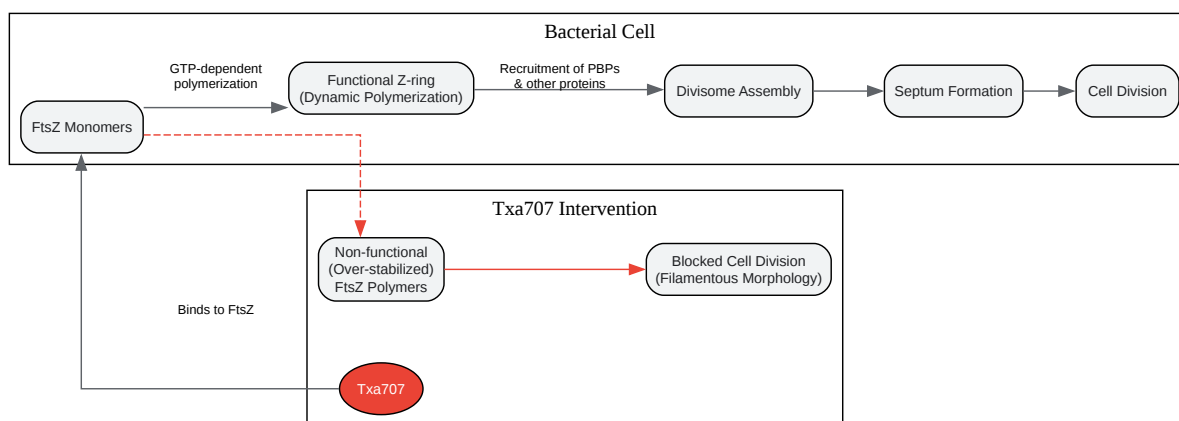 Bacterial Cell
GTP-dependent
polymerization
Recruitment of PBPs
& other proteins
Functional Z-ring
(Dynamic Polymerization)
Divisome Assembly
Septum Formation
Cell Division
FtsZ Monomers
Txa707 Intervention
Non-functional
(Over-stabilized)
FtsZ Polymers
Blocked Cell Division
(Filamentous Morphology)
Binds to FtsZ
Txa707